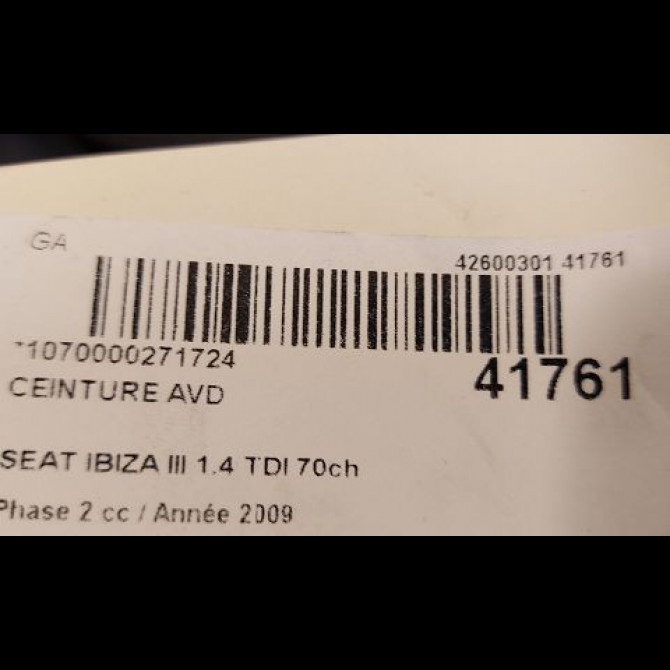 GA
42600301 41761
*1070000271724
41761
CEINTURE AVD
SEAT IBIZA III 1.4 TDI 70ch
Phase 2 cc / Année 2009